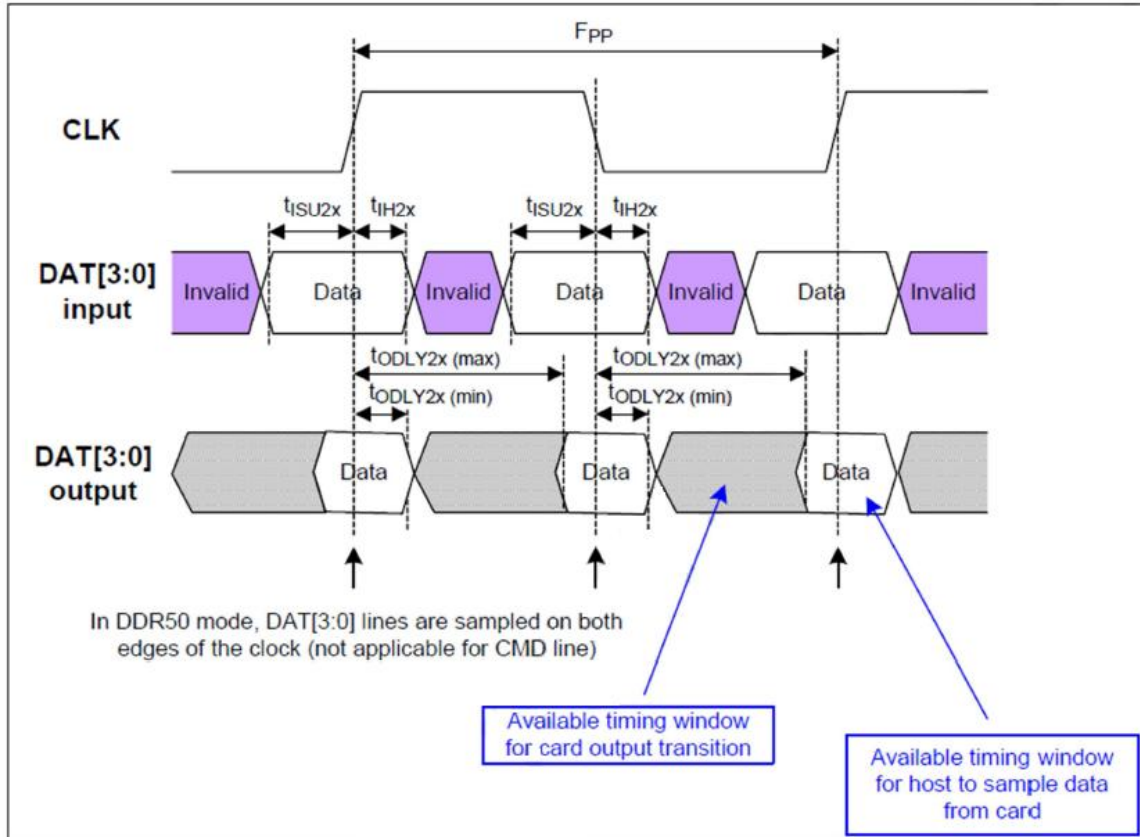 FPP
CLK
tISU2x tIH2x tISU2x tIH2x
DAT[3:0]
input
Invalid Data Invalid Data Invalid Data Invalid
tODLY2x (max) tODLY2x (max)
tODLY2x (min) tODLY2x (min)
DAT[3:0]
output
Data Data Data
In DDR50 mode, DAT[3:0] lines are sampled on both
edges of the clock (not applicable for CMD line)
Available timing window
for card output transition
Available timing window
for host to sample data
from card